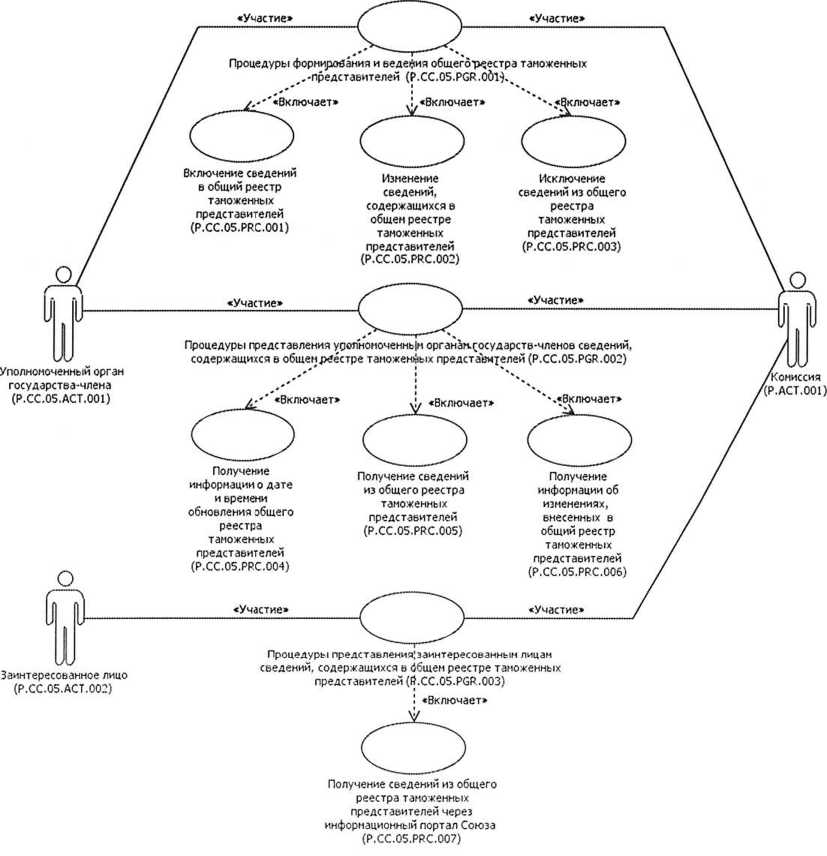 «Участие»
«Участие»
Процедуры формирования и ведения общего реестра таможенных
представителей (P.CC.05.PGR.001)
«Включает»
«Включает»
«Включает»
Включение сведений
в общий реестр
таможенных
представителей
(P.CC.05.PRC.001)
Изменение
сведений,
содержащихся в
общем реестре
таможенных
представителей
(P.CC.05.PRC.002)
Исключение
сведений из общего
реестра
таможенных
представителей
(P.CC.05.PRC.003)
«Участие»
«Участие»
Уполномоченный орган
государства-члена
(P.CC.05.ACT.001)
Процедуры представления уполномоченным органам государств-членов сведений,
содержащихся в общем реестре таможенных представителей (P.CC.05.PGR.002)
Комиссия
(P.ACT.001)
«Включает»
«Включает»
«Включает»
Получение
информации о дате
и времени
обновления общего
реестра
таможенных
представителей
(P.CC.05.PRC.004)
Получение сведений
из общего реестра
таможенных
представителей
(P.CC.05.PRC.005)
Получение
информации об
изменениях,
внесенных в
общий реестр
таможенных
представителей
(P.CC.05.PRC.006)
«Участие»
«Участие»
Заинтересованное лицо
(P.CC.05.ACT.002)
Процедуры представления заинтересованным лицам
сведений, содержащихся в общем реестре таможенных
представителей (P.CC.05.PGR.003)
«Включает»
Получение сведений из общего
реестра таможенных
представителей через
информационный портал Союза
(P.CC.05.PRC.007)